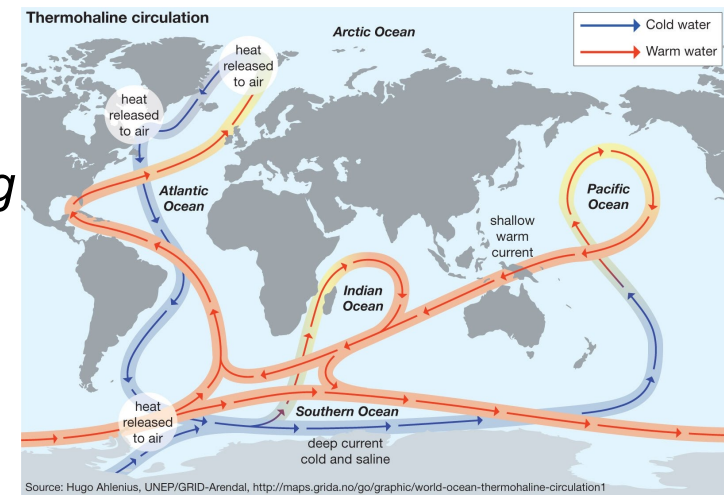 Thermohaline circulation
Arctic Ocean
Cold water
Warm water
heat
released
to air
heat
released
to air
g
Atlantic
Ocean
Pacific
Ocean
shallow
warm
current
Indian
Ocean
heat
released
to air
Southern Ocean
deep current
cold and saline
Source: Hugo Ahlenius, UNEP/GRID-Arendal, http://maps.grida.no/go/graphic/world-ocean-thermohaline-circulation1